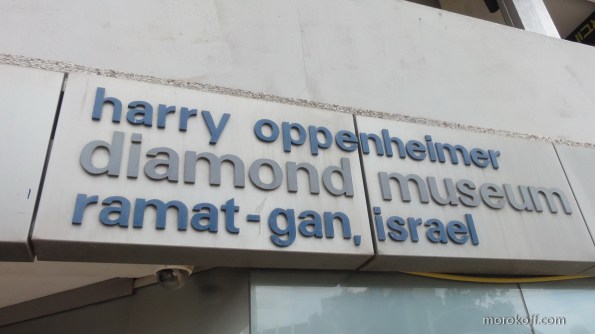 harry oppenheimer
diamond museum
ramat-gan, israel
morokoff.com